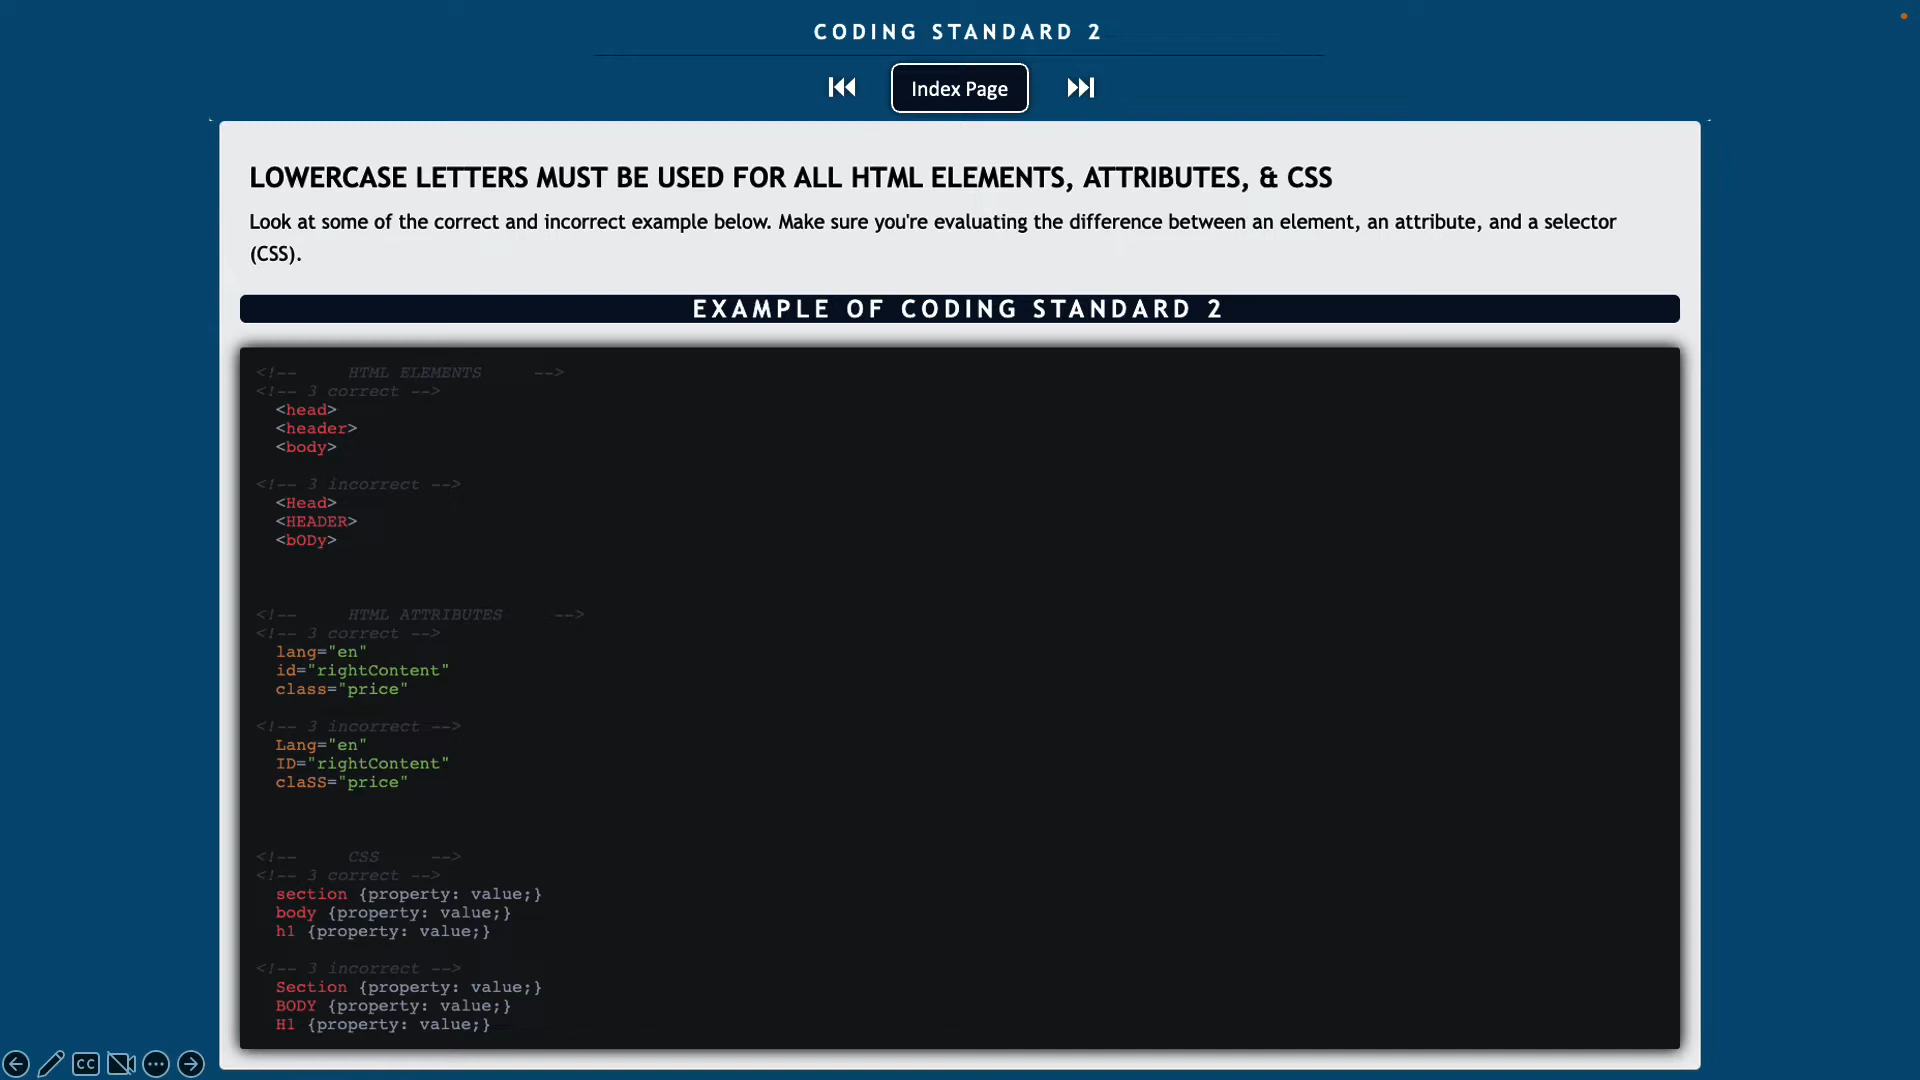 CODING STANDARD 2
Index Page
LOWERCASE LETTERS MUST BE USED FOR ALL HTML ELEMENTS, ATTRIBUTES, & CSS
Look at some of the correct and incorrect example below. Make sure you're evaluating the difference between an element, an attribute, and a selector
(CSS).
EXAMPLE OF CODING STANDARD 2
<!--     HTML ELEMENTS     -->
<!-- 3 correct -->
<head>
<header>
<body>
<!-- 3 incorrect -->
<Head>
<HEADER>
<bODy>
<!--     HTML ATTRIBUTES     -->
<!-- 3 correct -->
lang="en"
id="rightContent"
class="price"
<!-- 3 incorrect -->
Lang="en"
ID="rightContent"
claSS="price"
<!--     CSS     -->
<!-- 3 correct -->
section {property: value;}
body {property: value;}
h1 {property: value;}
<!-- 3 incorrect -->
Section {property: value;}
BODY {property: value;}
H1 {property: value;}
CC